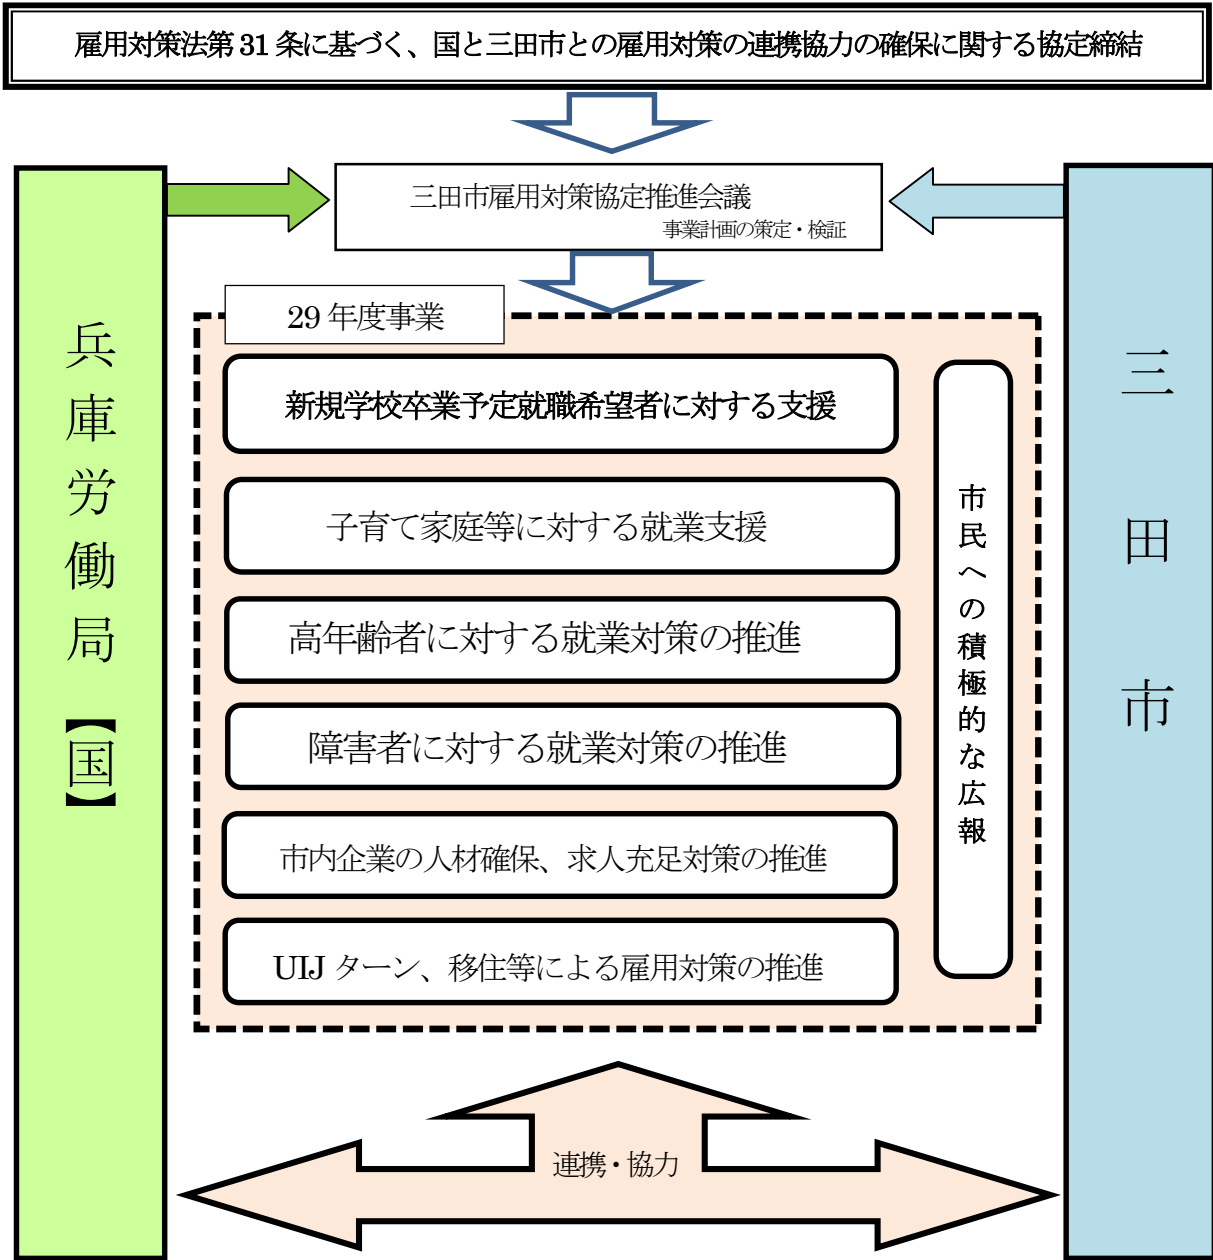 雇用対策法第31条に基づく、国と三田市との雇用対策の連携協力の確保に関する協定締結
三田市雇用対策協定推進会議
事業計画の策定・検証
兵庫労働局【国】
29年度事業
新規学校卒業予定就職希望者に対する支援
子育て家庭等に対する就業支援
高年齢者に対する就業対策の推進
障害者に対する就業対策の推進
市内企業の人材確保、求人充足対策の推進
UIJターン、移住等による雇用対策の推進
市民への積極的な広報
三田市
連携・協力